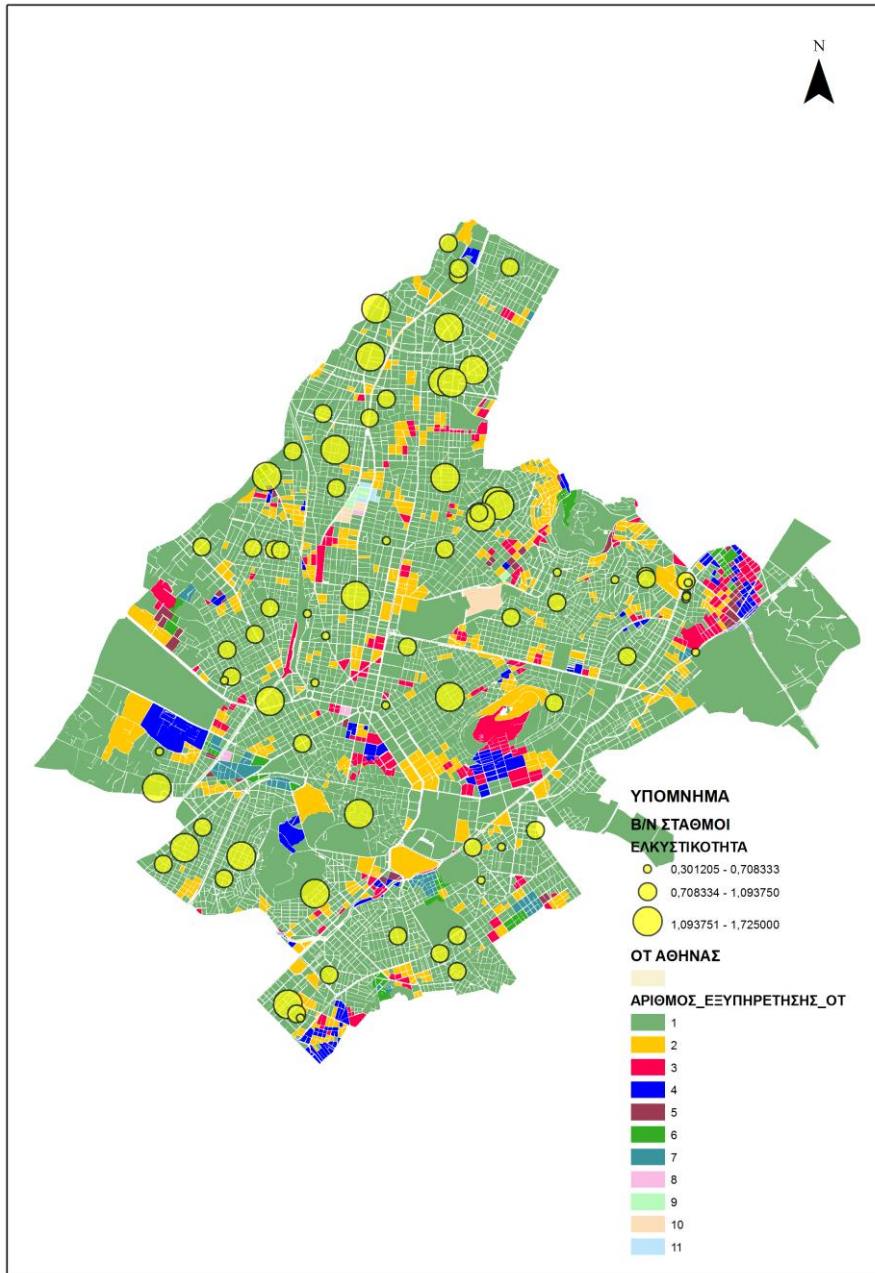 N
ΥΠΟΜΝΗΜΑ
Β/Ν ΣΤΑΘΜΟΙ
ΕΛΚΥΣΤΙΚΟΤΗΤΑ
0,301205 - 0,708333
0,708334 - 1,093750
1,093751 - 1,725000
ΟΤ ΑΘΗΝΑΣ
ΑΡΙΘΜΟΣ_ΕΞΥΠΗΡΕΤΗΣΗΣ_ΟΤ
1
2
3
4
5
6
7
8
9
10
11